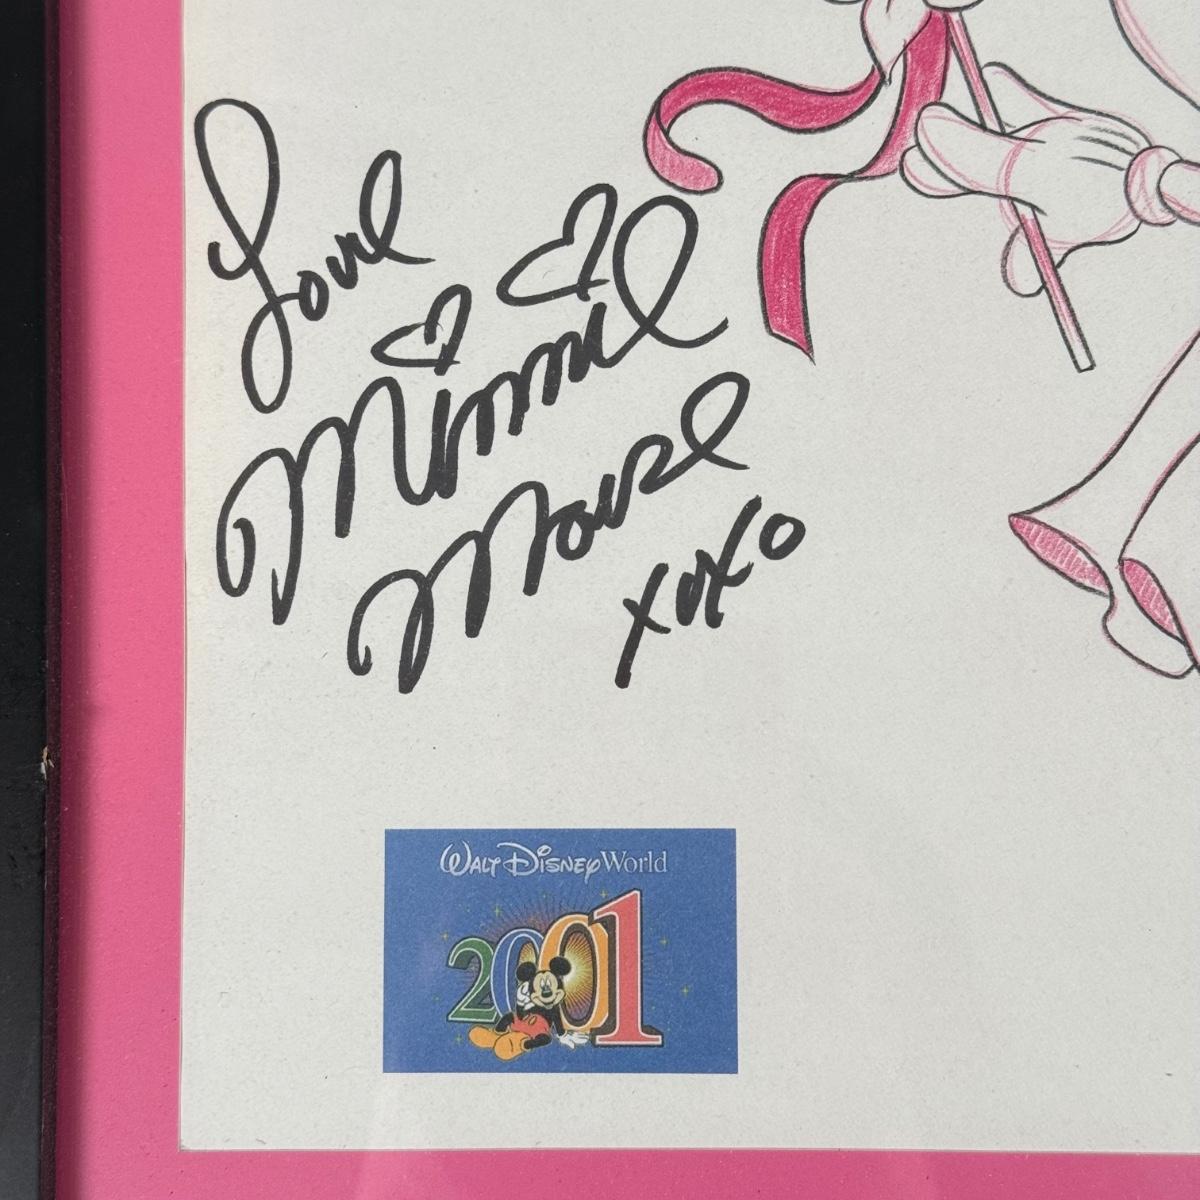 Love
Minnie
Mouse
xoxo
WALT DISNEY World
2001